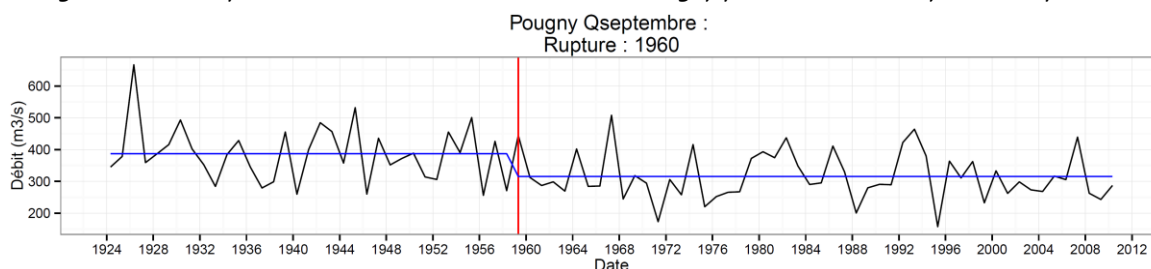 Pougny Qseptembre :
Rupture : 1960
Débit (m3/s)
600
500
400
300
200
1924 1928 1932 1936 1940 1944 1948 1952 1956 1960 1964 1968 1972 1976 1980 1984 1988 1992 1996 2000 2004 2008 2012
Date